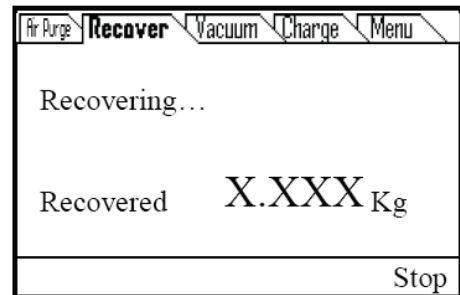 Air Purge Recover Vacuum Charge Menu
Recovering...
Recovered X.XXX Kg
Stop